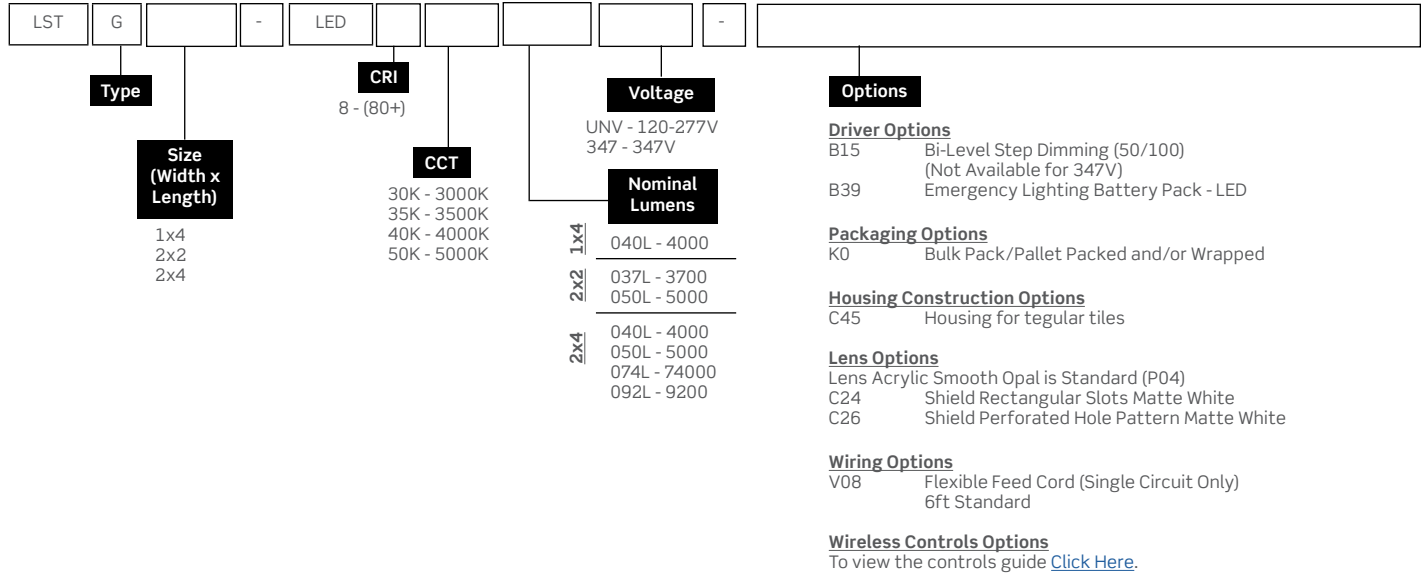 LST G - LED -
Type
Size
(Width x
Length)
1x4
2x2
2x4
CRI
8 - (80+)
CCT
30K - 3000K
35K - 3500K
40K - 4000K
50K - 5000K
Voltage
UNV - 120-277V
347 - 347V
Nominal
Lumens
1x4
040L - 4000
2x2
037L - 3700
050L - 5000
2x4
040L - 4000
050L - 5000
074L - 74000
092L - 9200
Options
Driver Options
B15 Bi-Level Step Dimming (50/100)
(Not Available for 347V)
B39 Emergency Lighting Battery Pack - LED
Packaging Options
K0 Bulk Pack/Pallet Packed and/or Wrapped
Housing Construction Options
C45 Housing for tegular tiles
Lens Options
Lens Acrylic Smooth Opal is Standard (P04)
C24 Shield Rectangular Slots Matte White
C26 Shield Perforated Hole Pattern Matte White
Wiring Options
V08 Flexible Feed Cord (Single Circuit Only)
6ft Standard
Wireless Controls Options
To view the controls guide Click Here.